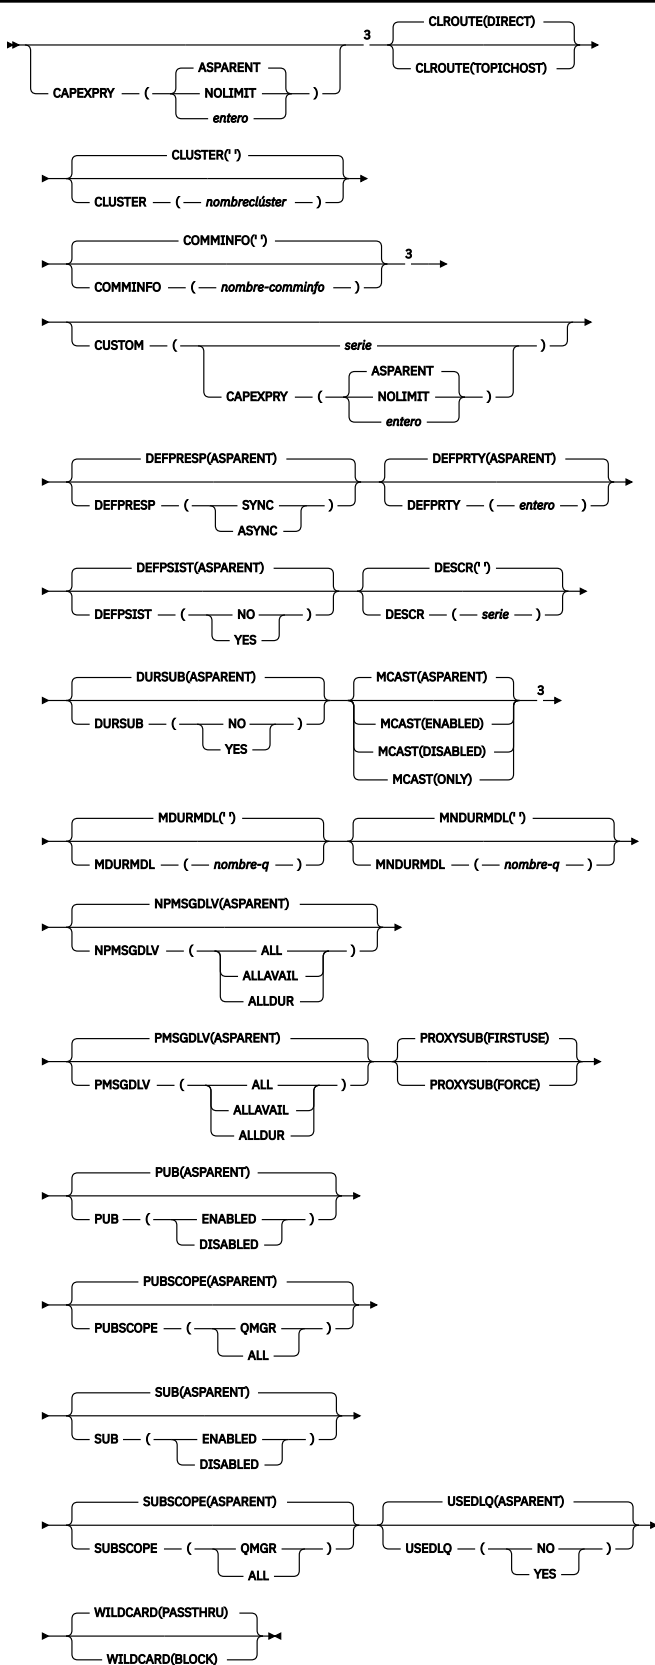 3 CLROUTE(DIRECT)
ASPARENT CLROUTE(TOPICHOST)
CAPEXPRY ( NOLIMIT )
entero
CLUSTER(' ')
CLUSTER ( nombreclúster )
COMMINFO(' ') 3
COMMINFO ( nombre-comminfo )
CUSTOM ( serie )
ASPARENT
CAPEXPRY ( NOLIMIT )
entero
DEFPRESP(ASPARENT) DEFPRTY(ASPARENT)
DEFPRESP ( SYNC ) DEFPRTY ( entero )
ASYNC
DEFPSIST(ASPARENT) DESCR(' ')
DEFPSIST ( NO ) DESCR ( serie )
YES
DURSUB(ASPARENT) MCAST(ASPARENT) 3
DURSUB ( NO ) MCAST(ENABLED)
YES MCAST(DISABLED)
MCAST(ONLY)
MDURMDL(' ') MNDURMDL(' ')
MDURMDL ( nombre-q ) MNDURMDL ( nombre-q )
NPMSGDLV(ASPARENT)
NPMSGDLV ( ALL )
ALLAVAIL
ALLDUR
PMSGDLV(ASPARENT) PROXYSUB(FIRSTUSE)
PMSGDLV ( ALL ) PROXYSUB(FORCE)
ALLAVAIL
ALLDUR
PUB(ASPARENT)
PUB ( ENABLED )
DISABLED
PUBSCOPE(ASPARENT)
PUBSCOPE ( QMGR )
ALL
SUB(ASPARENT)
SUB ( ENABLED )
DISABLED
SUBSCOPE(ASPARENT) USEDLQ(ASPARENT)
SUBSCOPE ( QMGR ) USEDLQ ( NO )
ALL YES
WILDCARD(PASSTHRU)
WILDCARD(BLOCK)